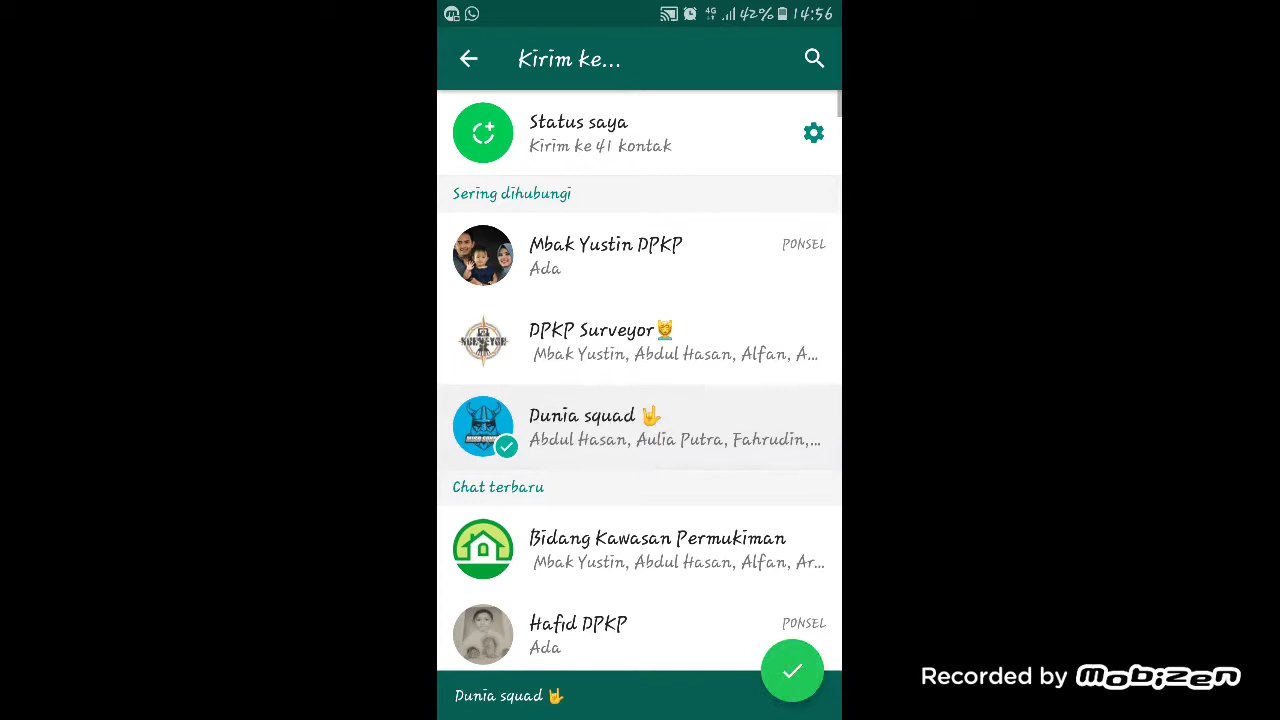 4G 42% 14:56
Kirim ke...
Status saya
Kirim ke 41 kontak
Sering dihubungi
Mbak Yustin DPKP PONSEL
Ada
DPKP Surveyor💆
Mbak Yustin, Abdul Hasan, Alfan, A...
SURVEYOR
Dunia squad 🤟
Abdul Hasan, Aulia Putra, Fahrudin,...
Chat terbaru
Bidang Kawasan Permukiman
Mbak Yustin, Abdul Hasan, Alfan, Ar...
Hafid DPKP PONSEL
Ada
Dunia squad 🤟
Recorded by mobizen